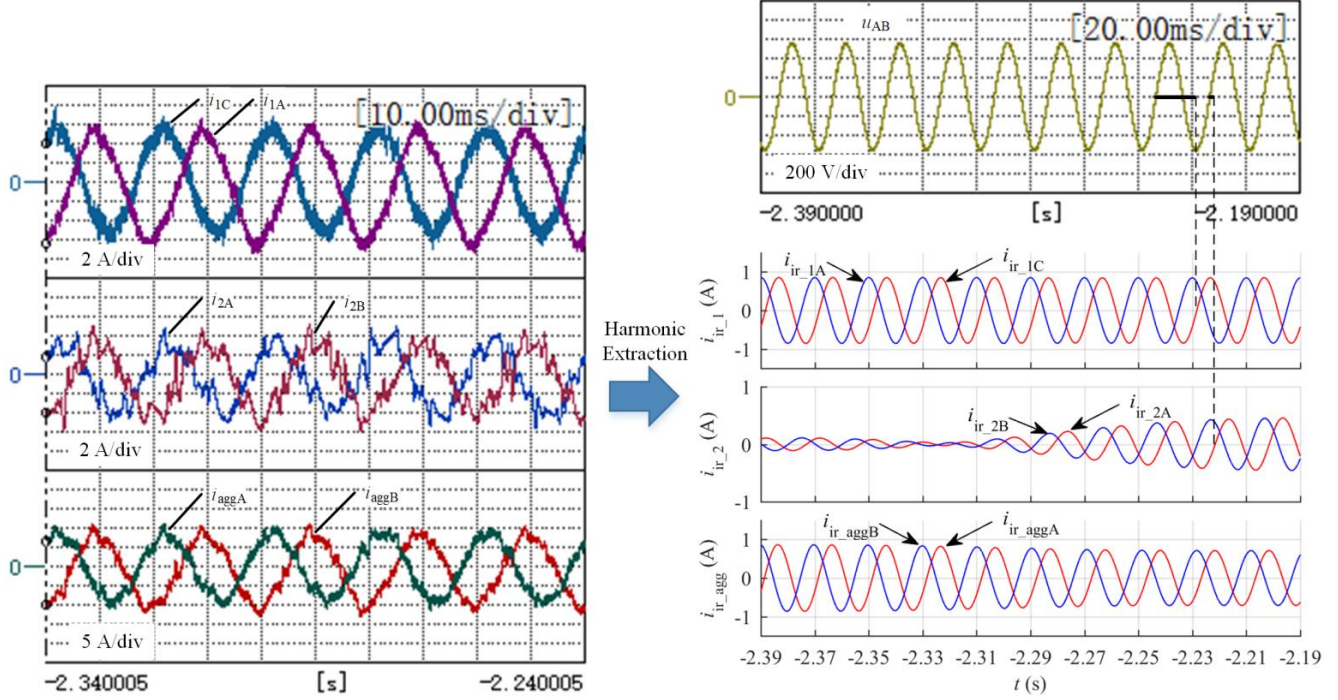 i1C
i1A
[10.00ms/div]
0
2 A/div
i2A
i2B
0
2 A/div
iaggA
iaggB
0
5 A/div
-2.340005
[s]
-2.240005
Harmonic
Extraction
uAB
[20.00ms/div]
0
200 V/div
-2.390000
[s]
-2.190000
iir_1 (A)
1
0
-1
iir_1A
iir_1C
iir_2 (A)
1
0
-1
iir_2B
iir_2A
iir_agg (A)
1
0
-1
iir_aggB
iir_aggA
-2.39 -2.37 -2.35 -2.33 -2.31 -2.29 -2.27 -2.25 -2.23 -2.21 -2.19
t (s)